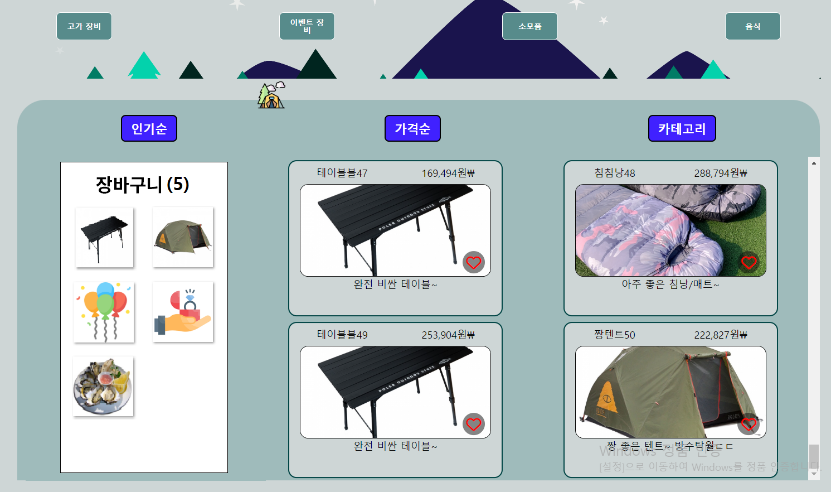 고기 장비
이벤트 장
비
소모품
음식
인기순
가격순
카테고리
장바구니 (5)
테이블블47
169,494원₩
완전 비싼 테이블~
침침낭48
288,794원₩
아주 좋은 침낭/매트~
테이블블49
253,904원₩
완전 비싼 테이블~
짬텐트50
222,827원₩
짱 좋은 텐트~ 방수탁월ㄷㄷ
Windows 정품 인증
[설정]으로 이동하여 Windows를 정품 인증합니다.